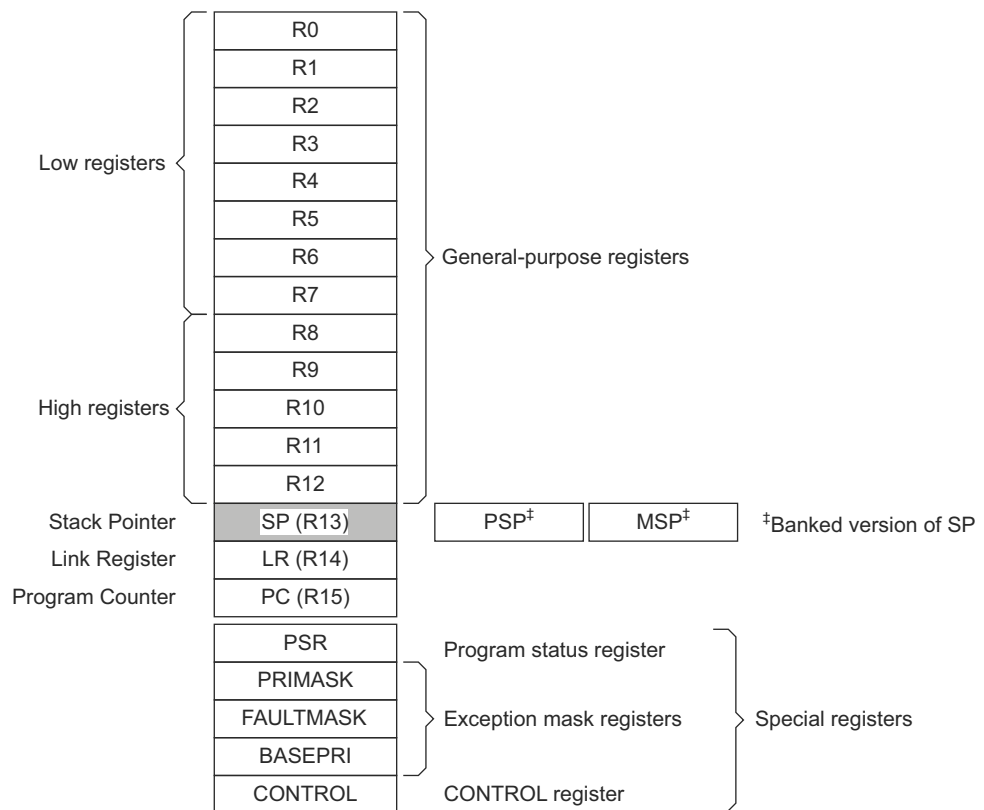 R0
R1
R2
R3
Low registers
R4
R5
R6
General-purpose registers
R7
R8
R9
High registers
R10
R11
R12
Stack Pointer SP (R13) PSP‡ MSP‡ ‡Banked version of SP
Link Register LR (R14)
Program Counter PC (R15)
PSR Program status register
PRIMASK
FAULTMASK Exception mask registers Special registers
BASEPRI
CONTROL CONTROL register